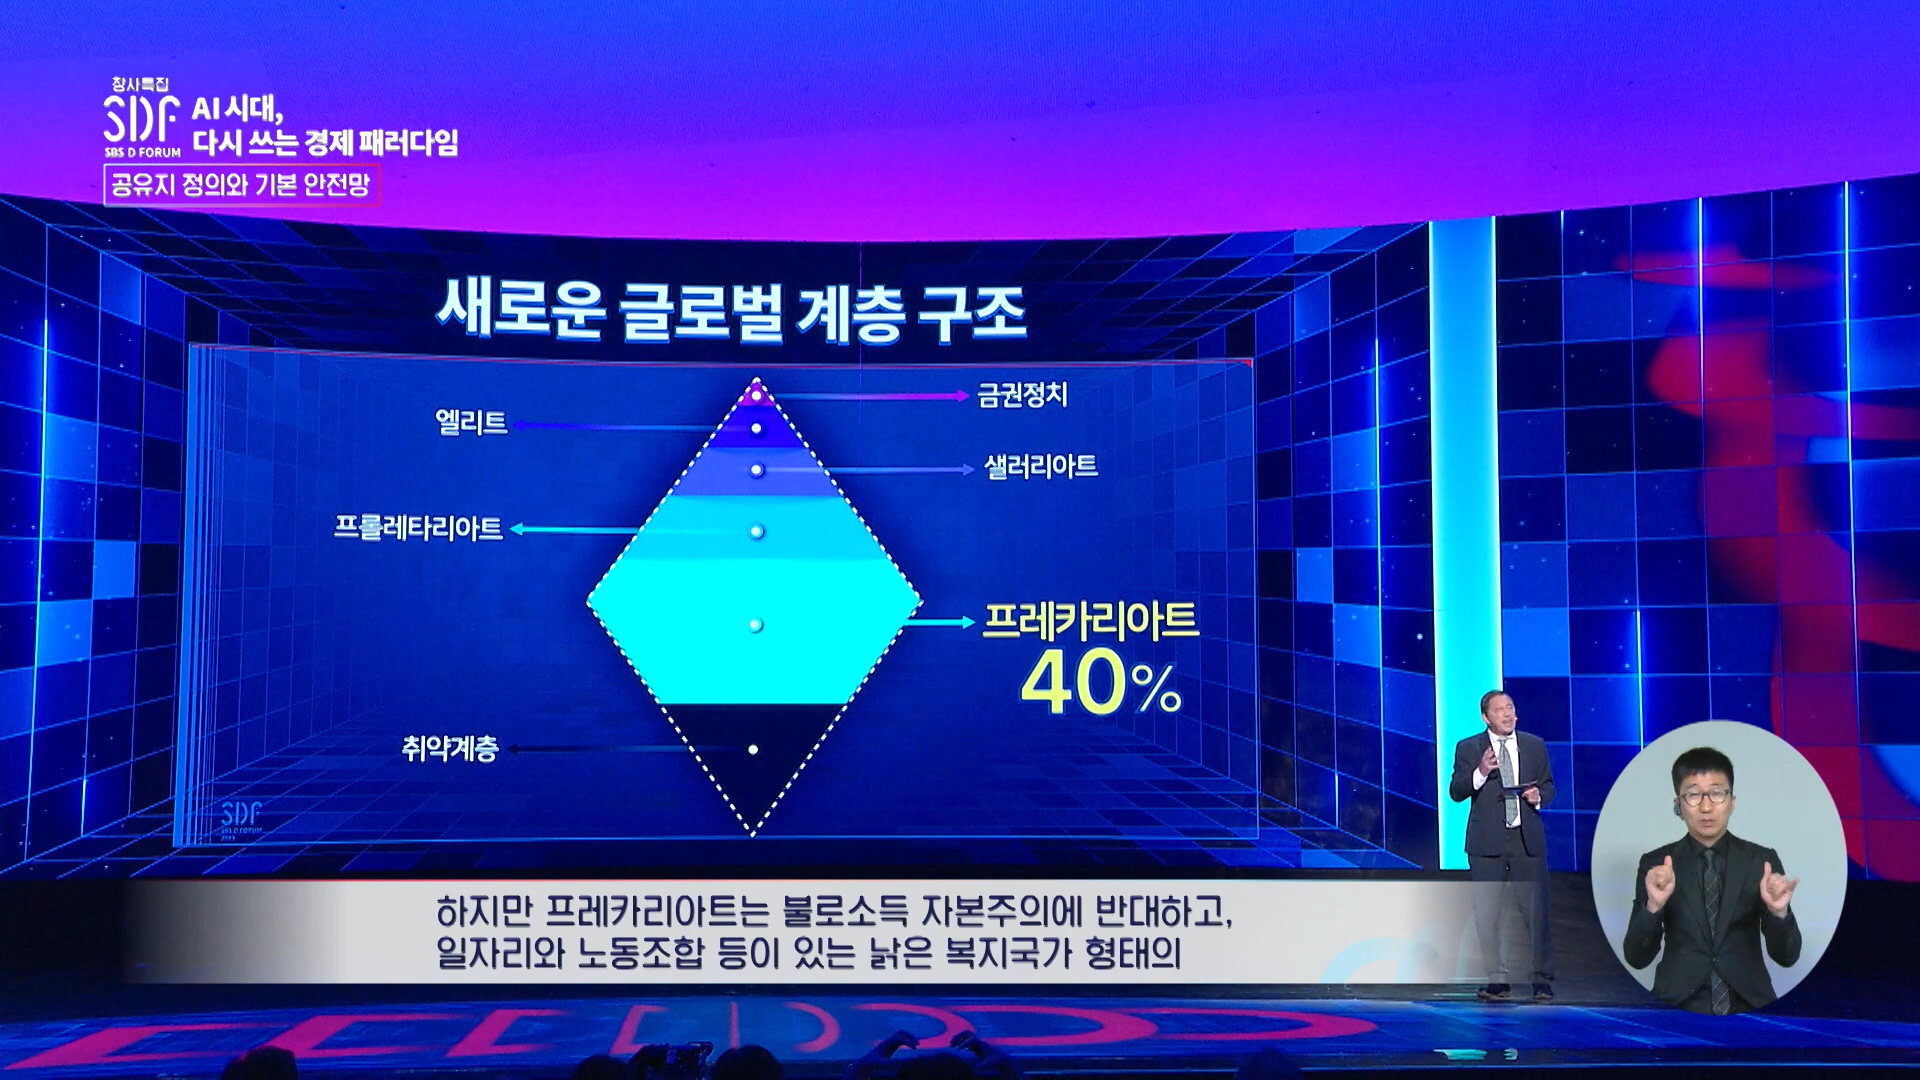 창사특집
SDF
SBS D FORUM
AI 시대,
다시 쓰는 경제 패러다임
공유지 정의와 기본 안전망
새로운 글로벌 계층 구조
금권정치
엘리트
샐러리아트
프롤레타리아트
프레카리아트
40%
취약계층
SDF
SBS D FORUM
하지만 프레카리아트는 불로소득 자본주의에 반대하고,
일자리와 노동조합 등이 있는 낡은 복지국가 형태의